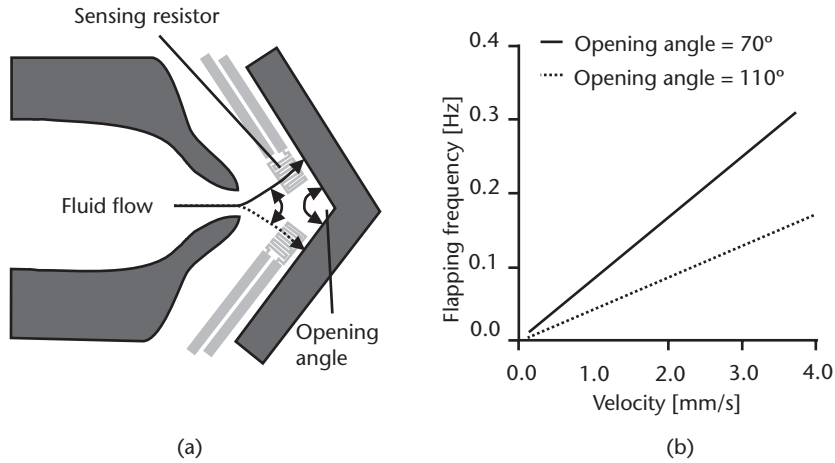 Sensing resistor
Fluid flow
Opening
angle
(a)
0.4
0.3
0.2
0.1
0.0
Flapping frequency [Hz]
Opening angle = 70º
Opening angle = 110º
0.0 1.0 2.0 3.0 4.0
Velocity [mm/s]
(b)